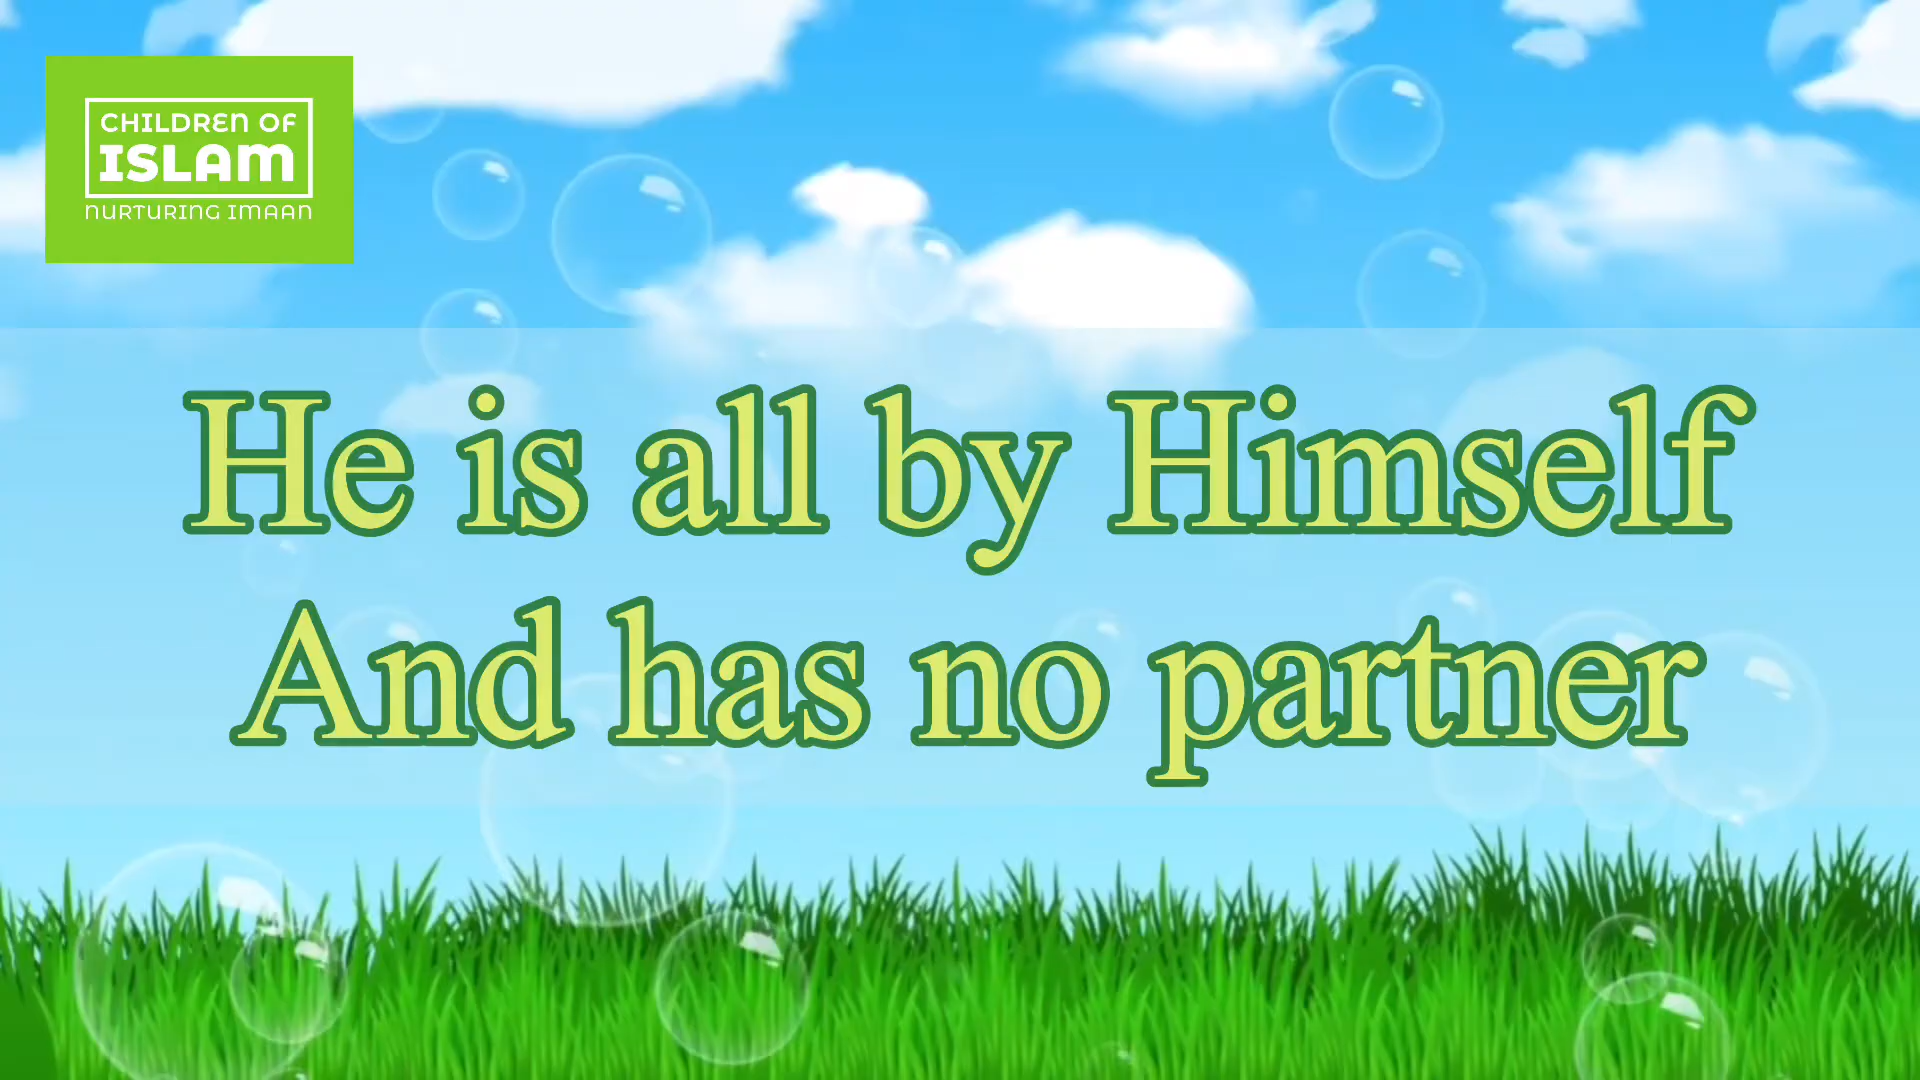 CHILDREN OF
ISLAM
NURTURING IMAAN
He is all by Himself
And has no partner